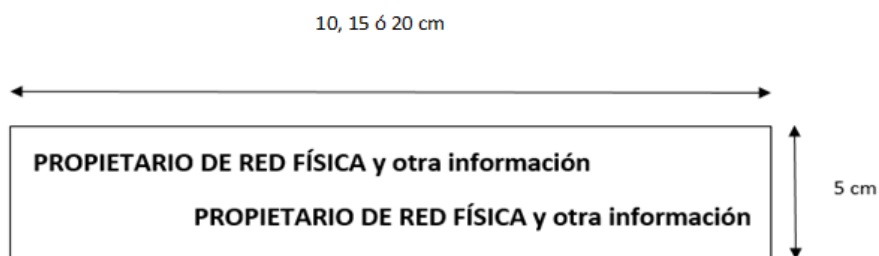 10, 15 ó 20 cm
PROPIETARIO DE RED FÍSICA y otra información
5 cm
PROPIETARIO DE RED FÍSICA y otra información